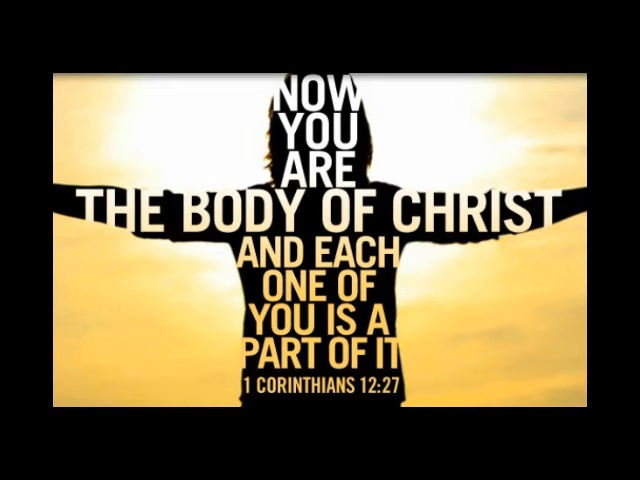 NOW
YOU
ARE
THE BODY OF CHRIST
AND EACH
ONE OF
YOU IS A
PART OF IT
1 CORINTHIANS 12:27